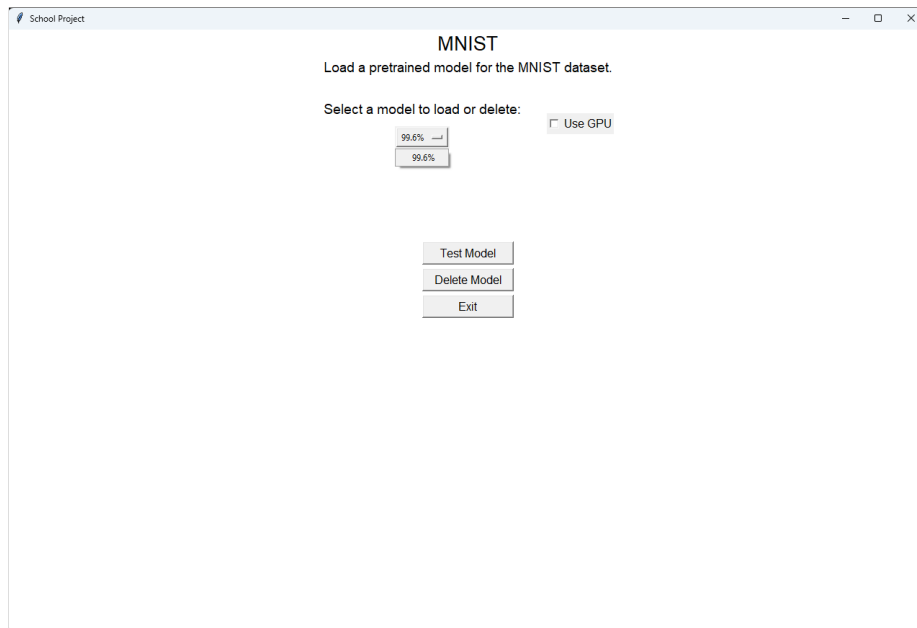 School Project
MNIST
Load a pretrained model for the MNIST dataset.
Select a model to load or delete:
Use GPU
99.6%
99.6%
Test Model
Delete Model
Exit